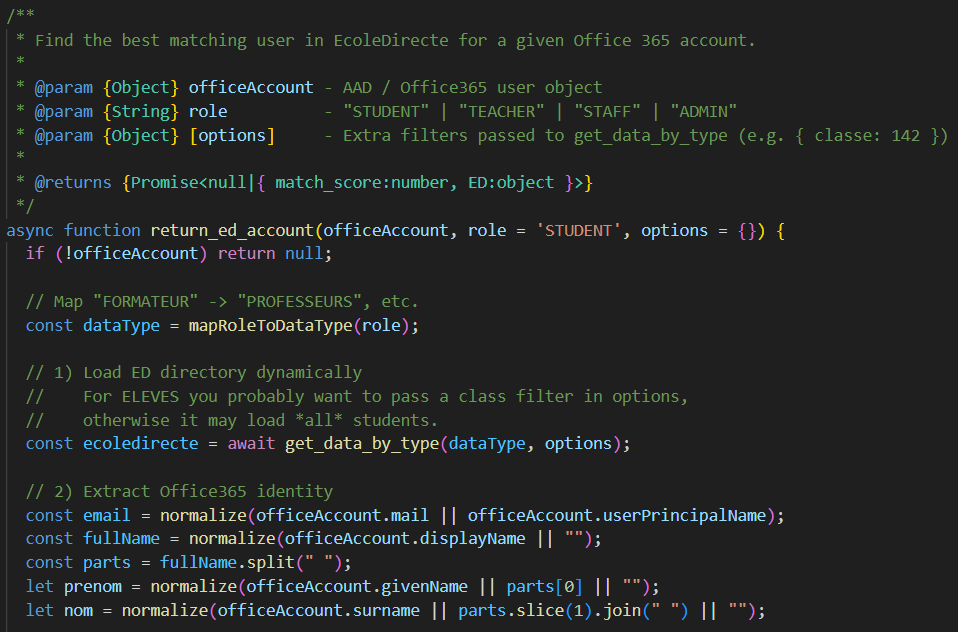 /**
 * Find the best matching user in EcoleDirecte for a given Office 365 account.
 *
 * @param {Object} officeAccount - AAD / Office365 user object
 * @param {String} role          - "STUDENT" | "TEACHER" | "STAFF" | "ADMIN"
 * @param {Object} [options]     - Extra filters passed to get_data_by_type (e.g. { classe: 142 })
 *
 * @returns {Promise<null|{ match_score:number, ED:object }>}
 */
async function return_ed_account(officeAccount, role = 'STUDENT', options = {}) {
  if (!officeAccount) return null;

  // Map "FORMATEUR" -> "PROFESSEURS", etc.
  const dataType = mapRoleToDataType(role);

  // 1) Load ED directory dynamically
  //    For ELEVES you probably want to pass a class filter in options,
  //    otherwise it may load *all* students.
  const ecoledirecte = await get_data_by_type(dataType, options);

  // 2) Extract Office365 identity
  const email = normalize(officeAccount.mail || officeAccount.userPrincipalName);
  const fullName = normalize(officeAccount.displayName || "");
  const parts = fullName.split(" ");
  let prenom = normalize(officeAccount.givenName || parts[0] || "");
  let nom = normalize(officeAccount.surname || parts.slice(1).join(" ") || "");